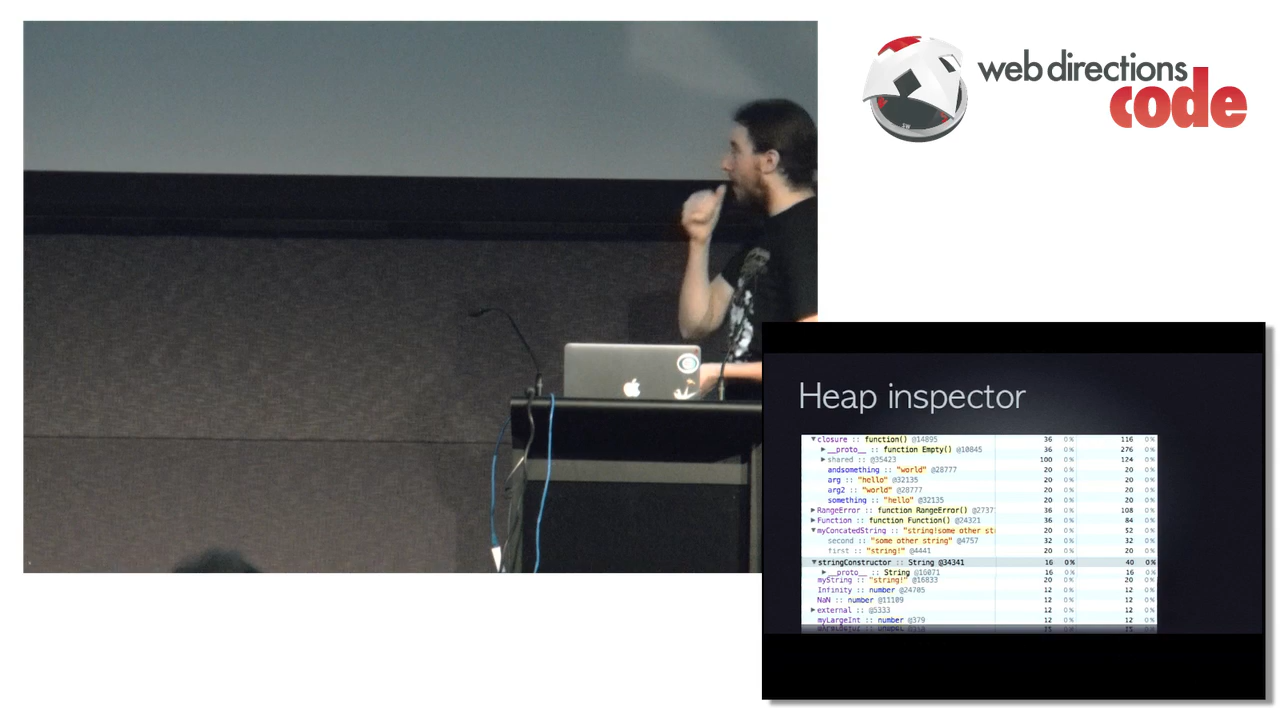 web directions
code
SW
Heap inspector
▼closure :: function() @14895 36 0% 116 0%
▶__proto__ :: function Empty() @10845 36 0% 276 0%
▶shared :: @35423 100 0% 124 0%
andsomething :: "world" @28777 20 0% 20 0%
arg :: "hello" @32135 20 0% 20 0%
arg2 :: "world" @28777 20 0% 20 0%
something :: "hello" @32135 20 0% 20 0%
▶RangeError :: function RangeError() @2737 36 0% 108 0%
▶Function :: function Function() @24321 36 0% 84 0%
▼myConcatedString :: "string!some other st 20 0% 52 0%
second :: "some other string" @4757 32 0% 32 0%
first :: "string!" @4441 20 0% 20 0%
▼stringConstructor :: String @34341 16 0% 40 0%
▶__proto__ :: String @16071 16 0% 16 0%
myString :: "string!" @16833 20 0% 20 0%
Infinity :: number @24705 12 0% 12 0%
NaN :: number @11109 12 0% 12 0%
▶external :: @5333 12 0% 12 0%
myLargeInt :: number @379 12 0% 12 0%